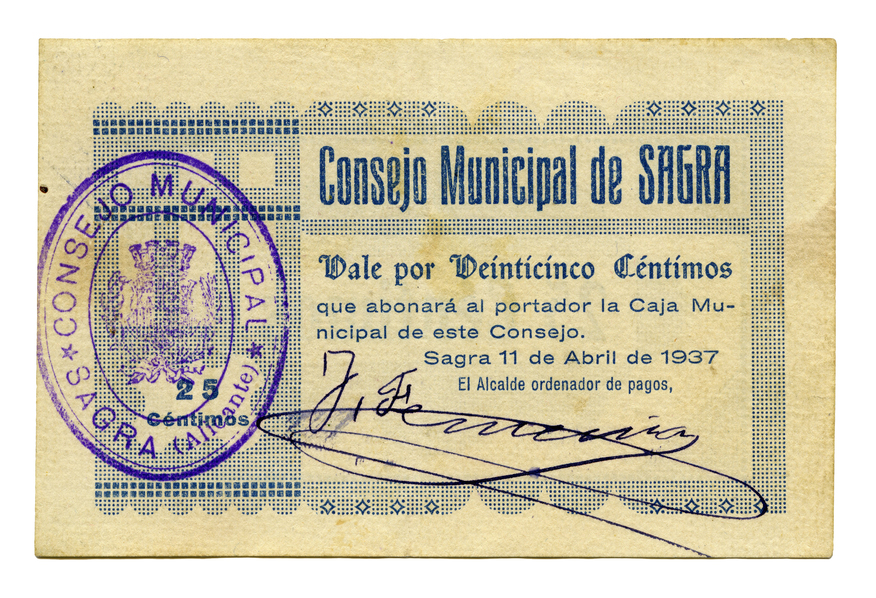 Consejo Municipal de SAGRA
Vale por Veinticinco Céntimos
que abonará al portador la Caja Mu-
nicipal de este Consejo.
Sagra 11 de Abril de 1937
El Alcalde ordenador de pagos,
CONSEJO MUNICIPAL
SAGRA (Alicante)
25
Céntimos